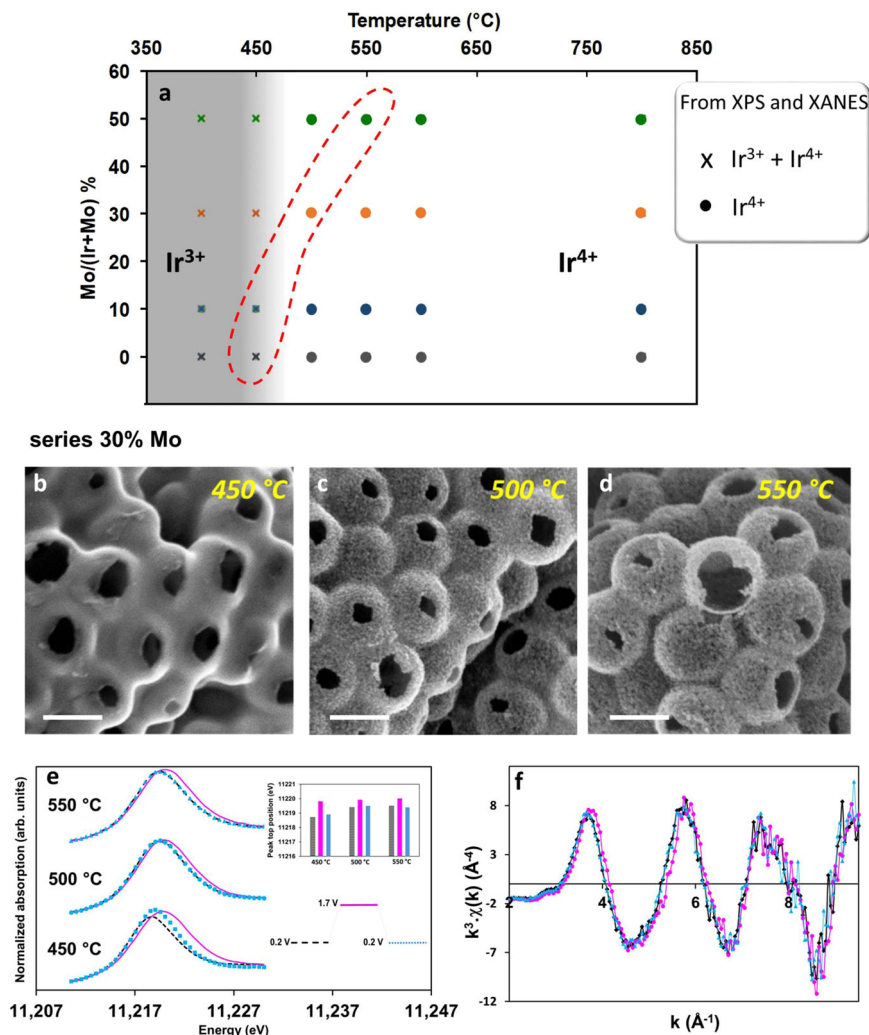 Temperature (°C)
350 450 550 650 750 850
60
50
40
30
20
10
0
Mo/(Ir+Mo) %
a
Ir³⁺
Ir⁴⁺
From XPS and XANES
x Ir³⁺ + Ir⁴⁺
● Ir⁴⁺
series 30% Mo
b 450 °C
c 500 °C
d 550 °C
e
Normalized absorption (arb. units)
550 °C
500 °C
450 °C
Peak top position (eV)
11221
11220
11219
11218
11217
11216
450 °C 500 °C 550 °C
1.7 V
0.2 V
0.2 V
11,207 11,217 11,227 11,237 11,247
Energy (eV)
f
k³.χ(k) (Å⁻⁴)
8
3
-2
-7
-12
2 4 6 8
k (Å⁻¹)